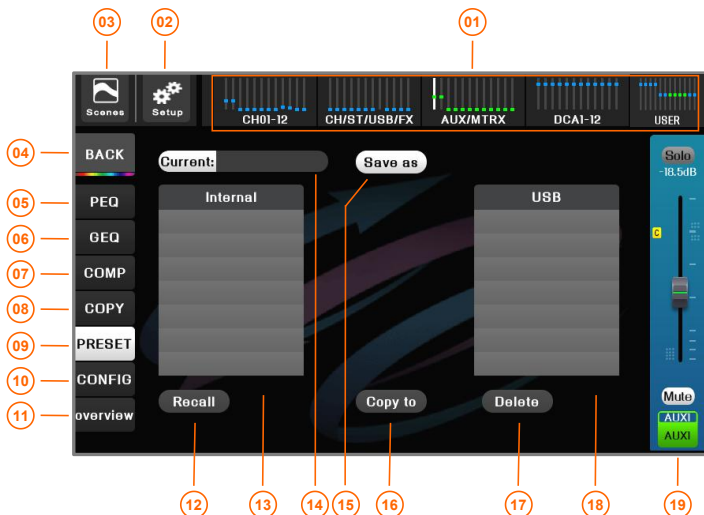 03
02
01
Scenes
Setup
CH01-12
CH/ST/USB/FX
AUX/MTRX
DCA1-12
USER
04
BACK
Current:
Save as
Solo
-18.5dB
05
PEQ
Internal
USB
06
GEQ
C
07
COMP
08
COPY
09
PRESET
10
CONFIG
Recall
Copy to
Delete
Mute
11
overview
AUX1
AUX1
12
13
14
15
16
17
18
19